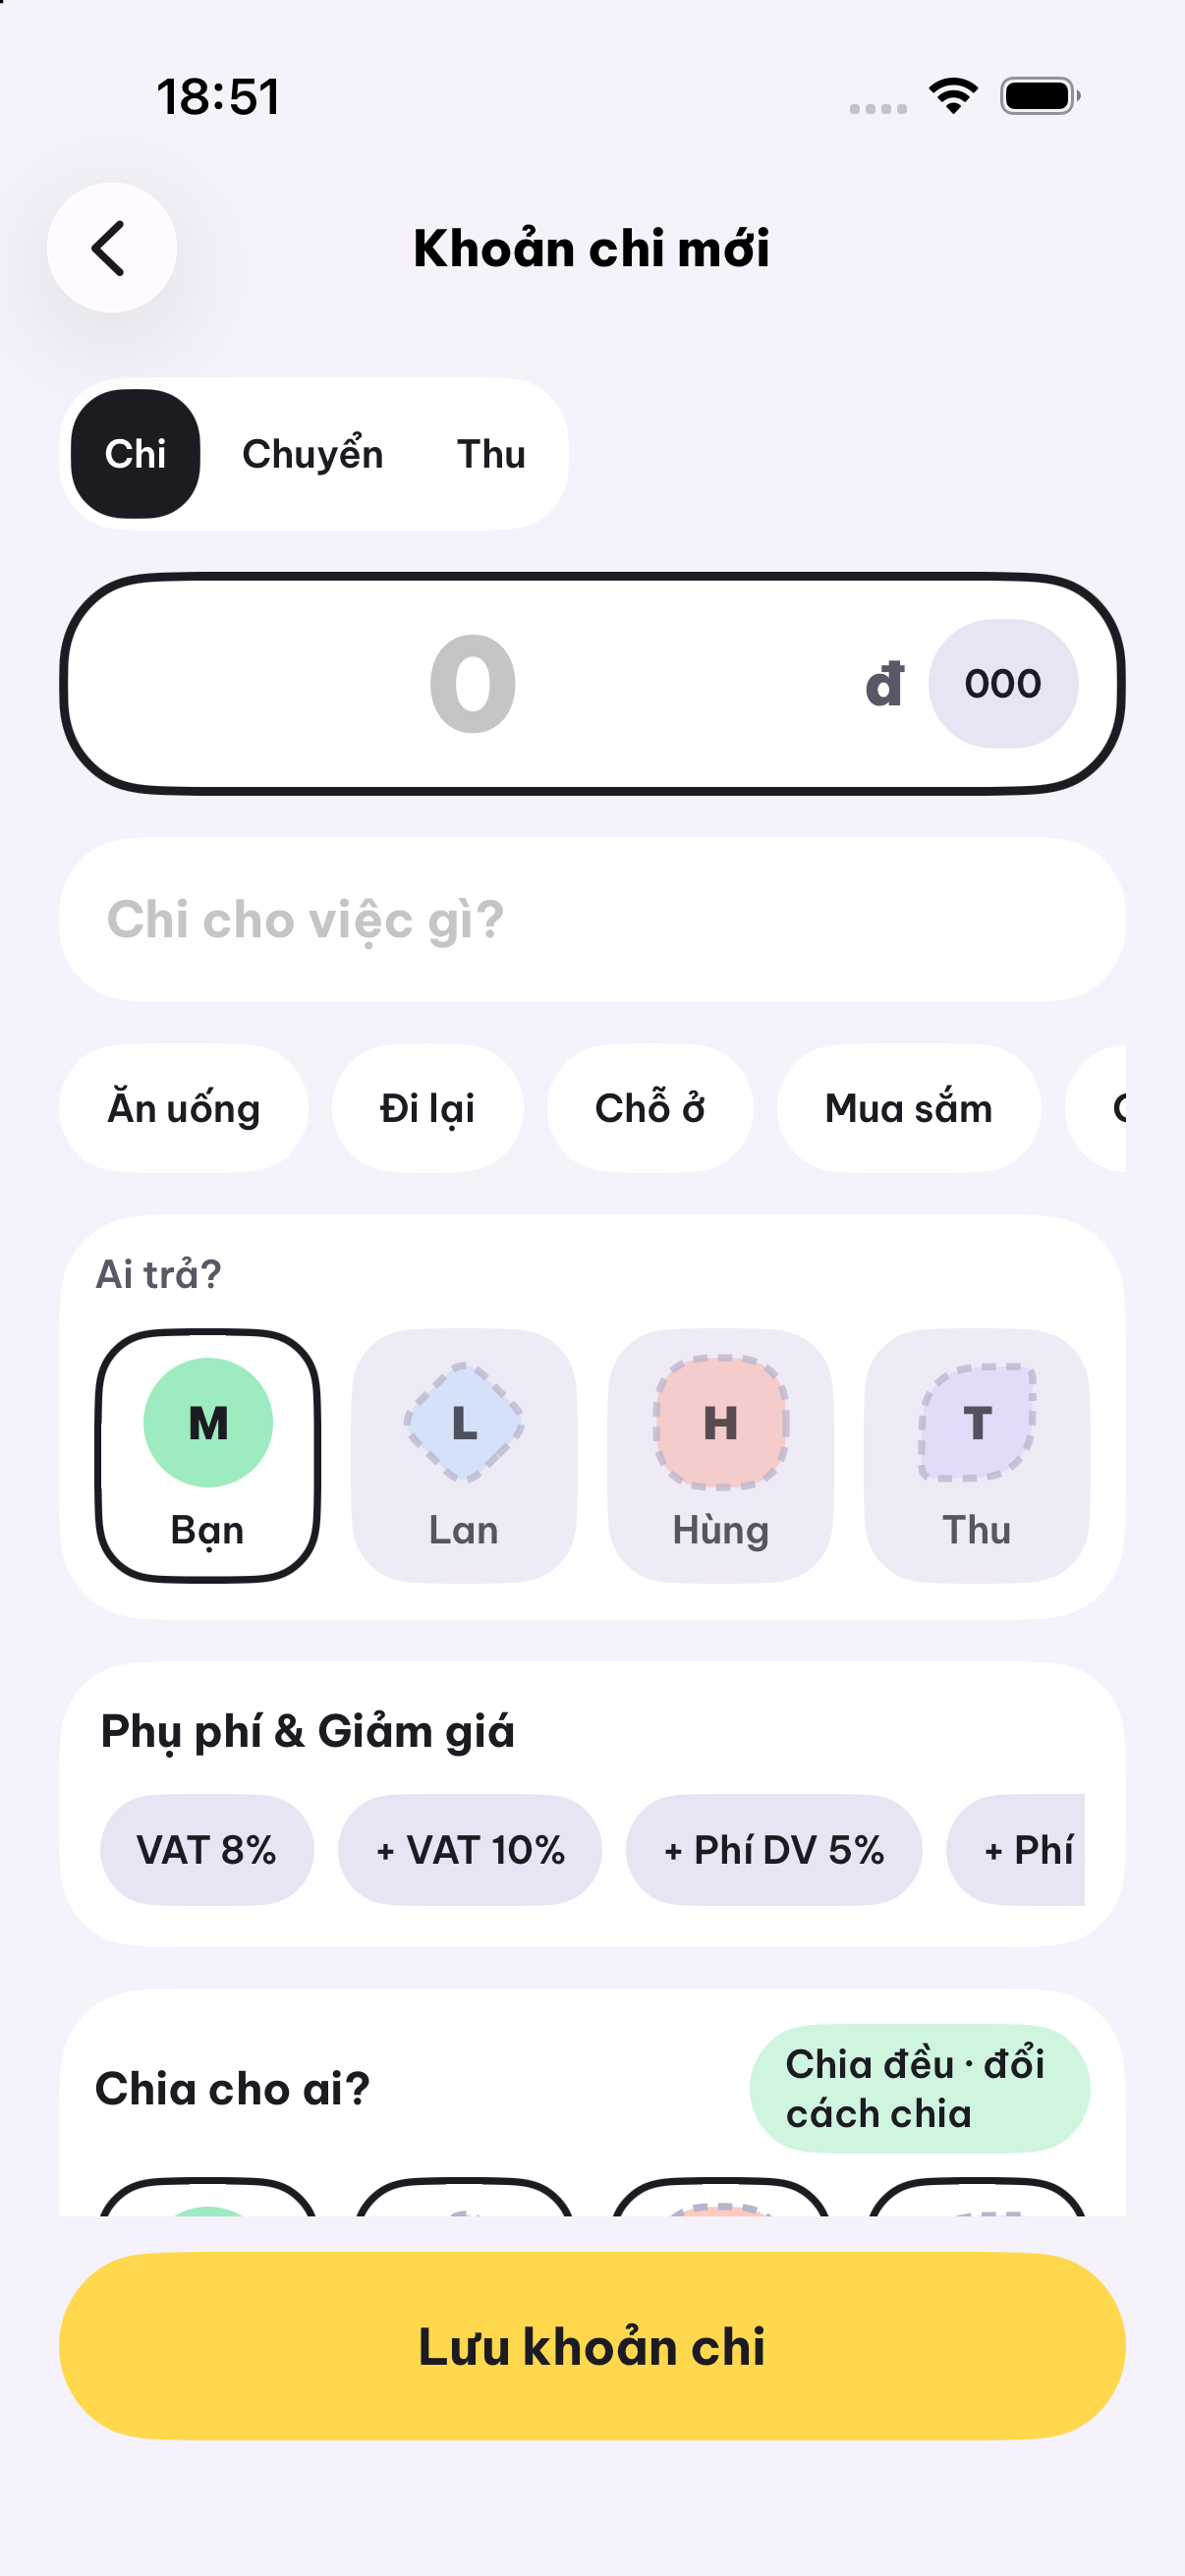 18:51
Khoản chi mới
Chi Chuyển Thu
0 đ 000
Chi cho việc gì?
Ăn uống Đi lại Chỗ ở Mua sắm
Ai trả?
M L H T
Bạn Lan Hùng Thu
Phụ phí & Giảm giá
VAT 8% + VAT 10% + Phí DV 5% + Phí
Chia cho ai?
Chia đều · đổi
cách chia
Lưu khoản chi